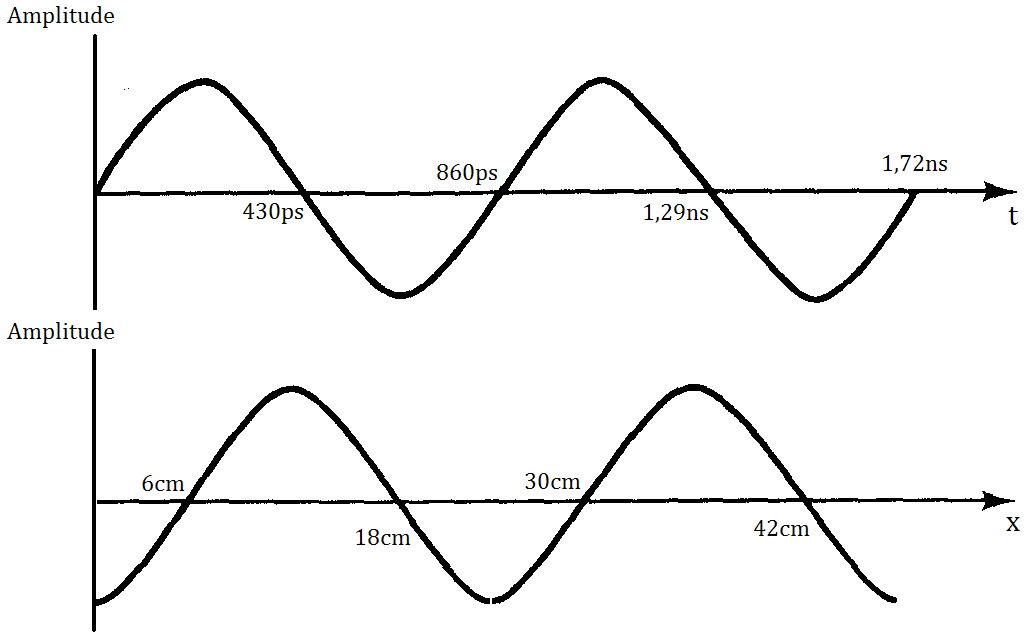 Amplitude
1,72ns
860ps
430ps
1,29ns
t
Amplitude
6cm
30cm
18cm
42cm
x